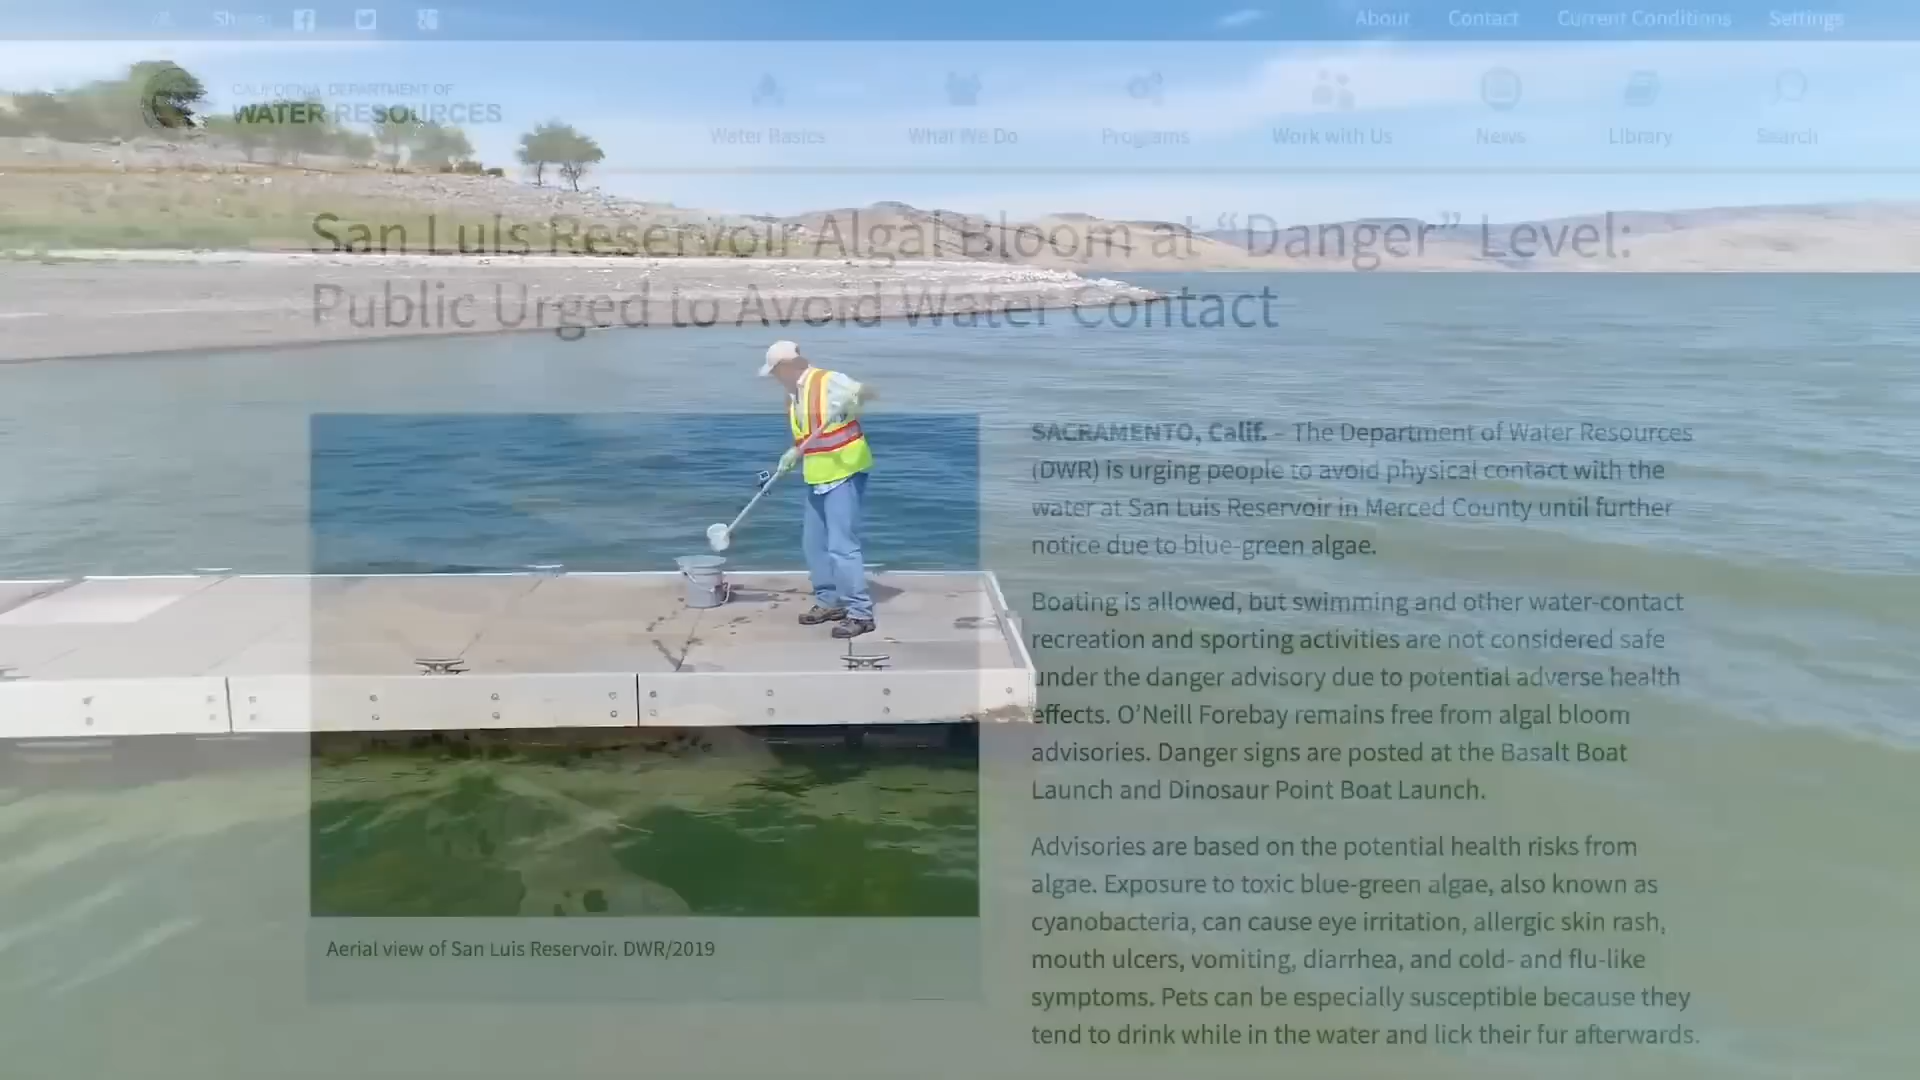 Share:
About Contact Current Conditions Settings
CALIFORNIA DEPARTMENT OF
WATER RESOURCES
Water Basics What We Do Programs Work with Us News Library Search
San Luis Reservoir Algal Bloom at “Danger” Level:
Public Urged to Avoid Water Contact
SACRAMENTO, Calif. – The Department of Water Resources
(DWR) is urging people to avoid physical contact with the
water at San Luis Reservoir in Merced County until further
notice due to blue-green algae.
Boating is allowed, but swimming and other water-contact
recreation and sporting activities are not considered safe
under the danger advisory due to potential adverse health
effects. O’Neill Forebay remains free from algal bloom
advisories. Danger signs are posted at the Basalt Boat
Launch and Dinosaur Point Boat Launch.
Advisories are based on the potential health risks from
algae. Exposure to toxic blue-green algae, also known as
cyanobacteria, can cause eye irritation, allergic skin rash,
mouth ulcers, vomiting, diarrhea, and cold- and flu-like
symptoms. Pets can be especially susceptible because they
tend to drink while in the water and lick their fur afterwards.
Aerial view of San Luis Reservoir. DWR/2019